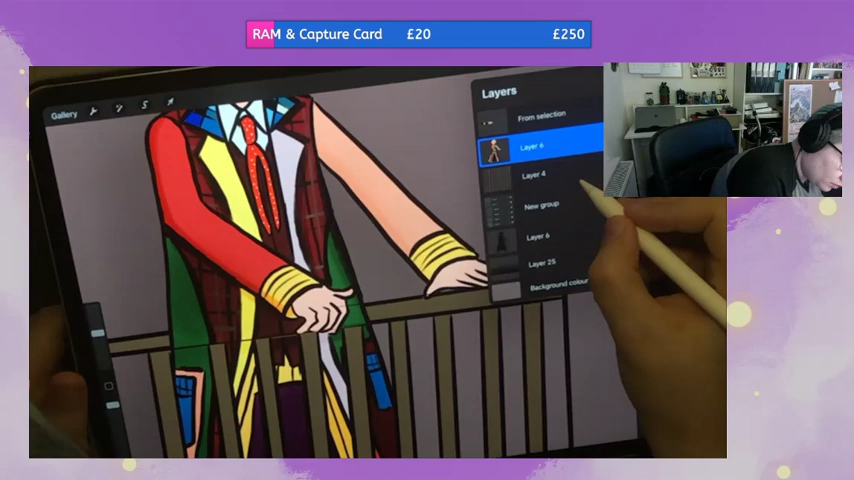 RAM & Capture Card £20 £250
Gallery
Layers
From selection
Layer 6
Layer 4
New group
Layer 6
Layer 25
Background colour